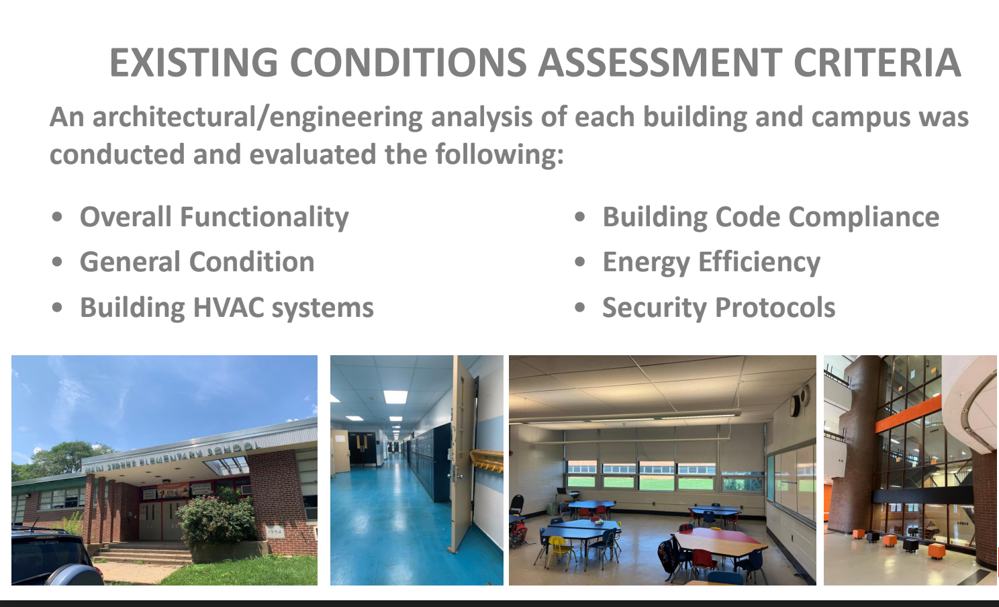 EXISTING CONDITIONS ASSESSMENT CRITERIA
An architectural/engineering analysis of each building and campus was
conducted and evaluated the following:
• Overall Functionality
• General Condition
• Building HVAC systems
• Building Code Compliance
• Energy Efficiency
• Security Protocols
MAIN STREET ELEMENTARY SCHOOL
1954